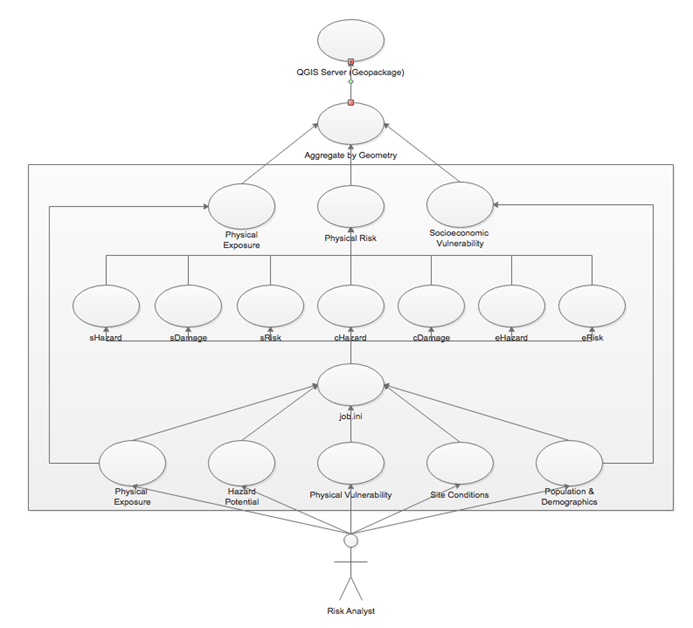 QGIS Server (Geopackage)
Aggregate by Geometry
Physical
Exposure
Physical Risk
Socioeconomic
Vulnerability
sHazard
sDamage
sRisk
cHazard
cDamage
eHazard
eRisk
job.ini
Physical
Exposure
Hazard
Potential
Physical Vulnerability
Site Conditions
Population &
Demographics
Risk Analyst